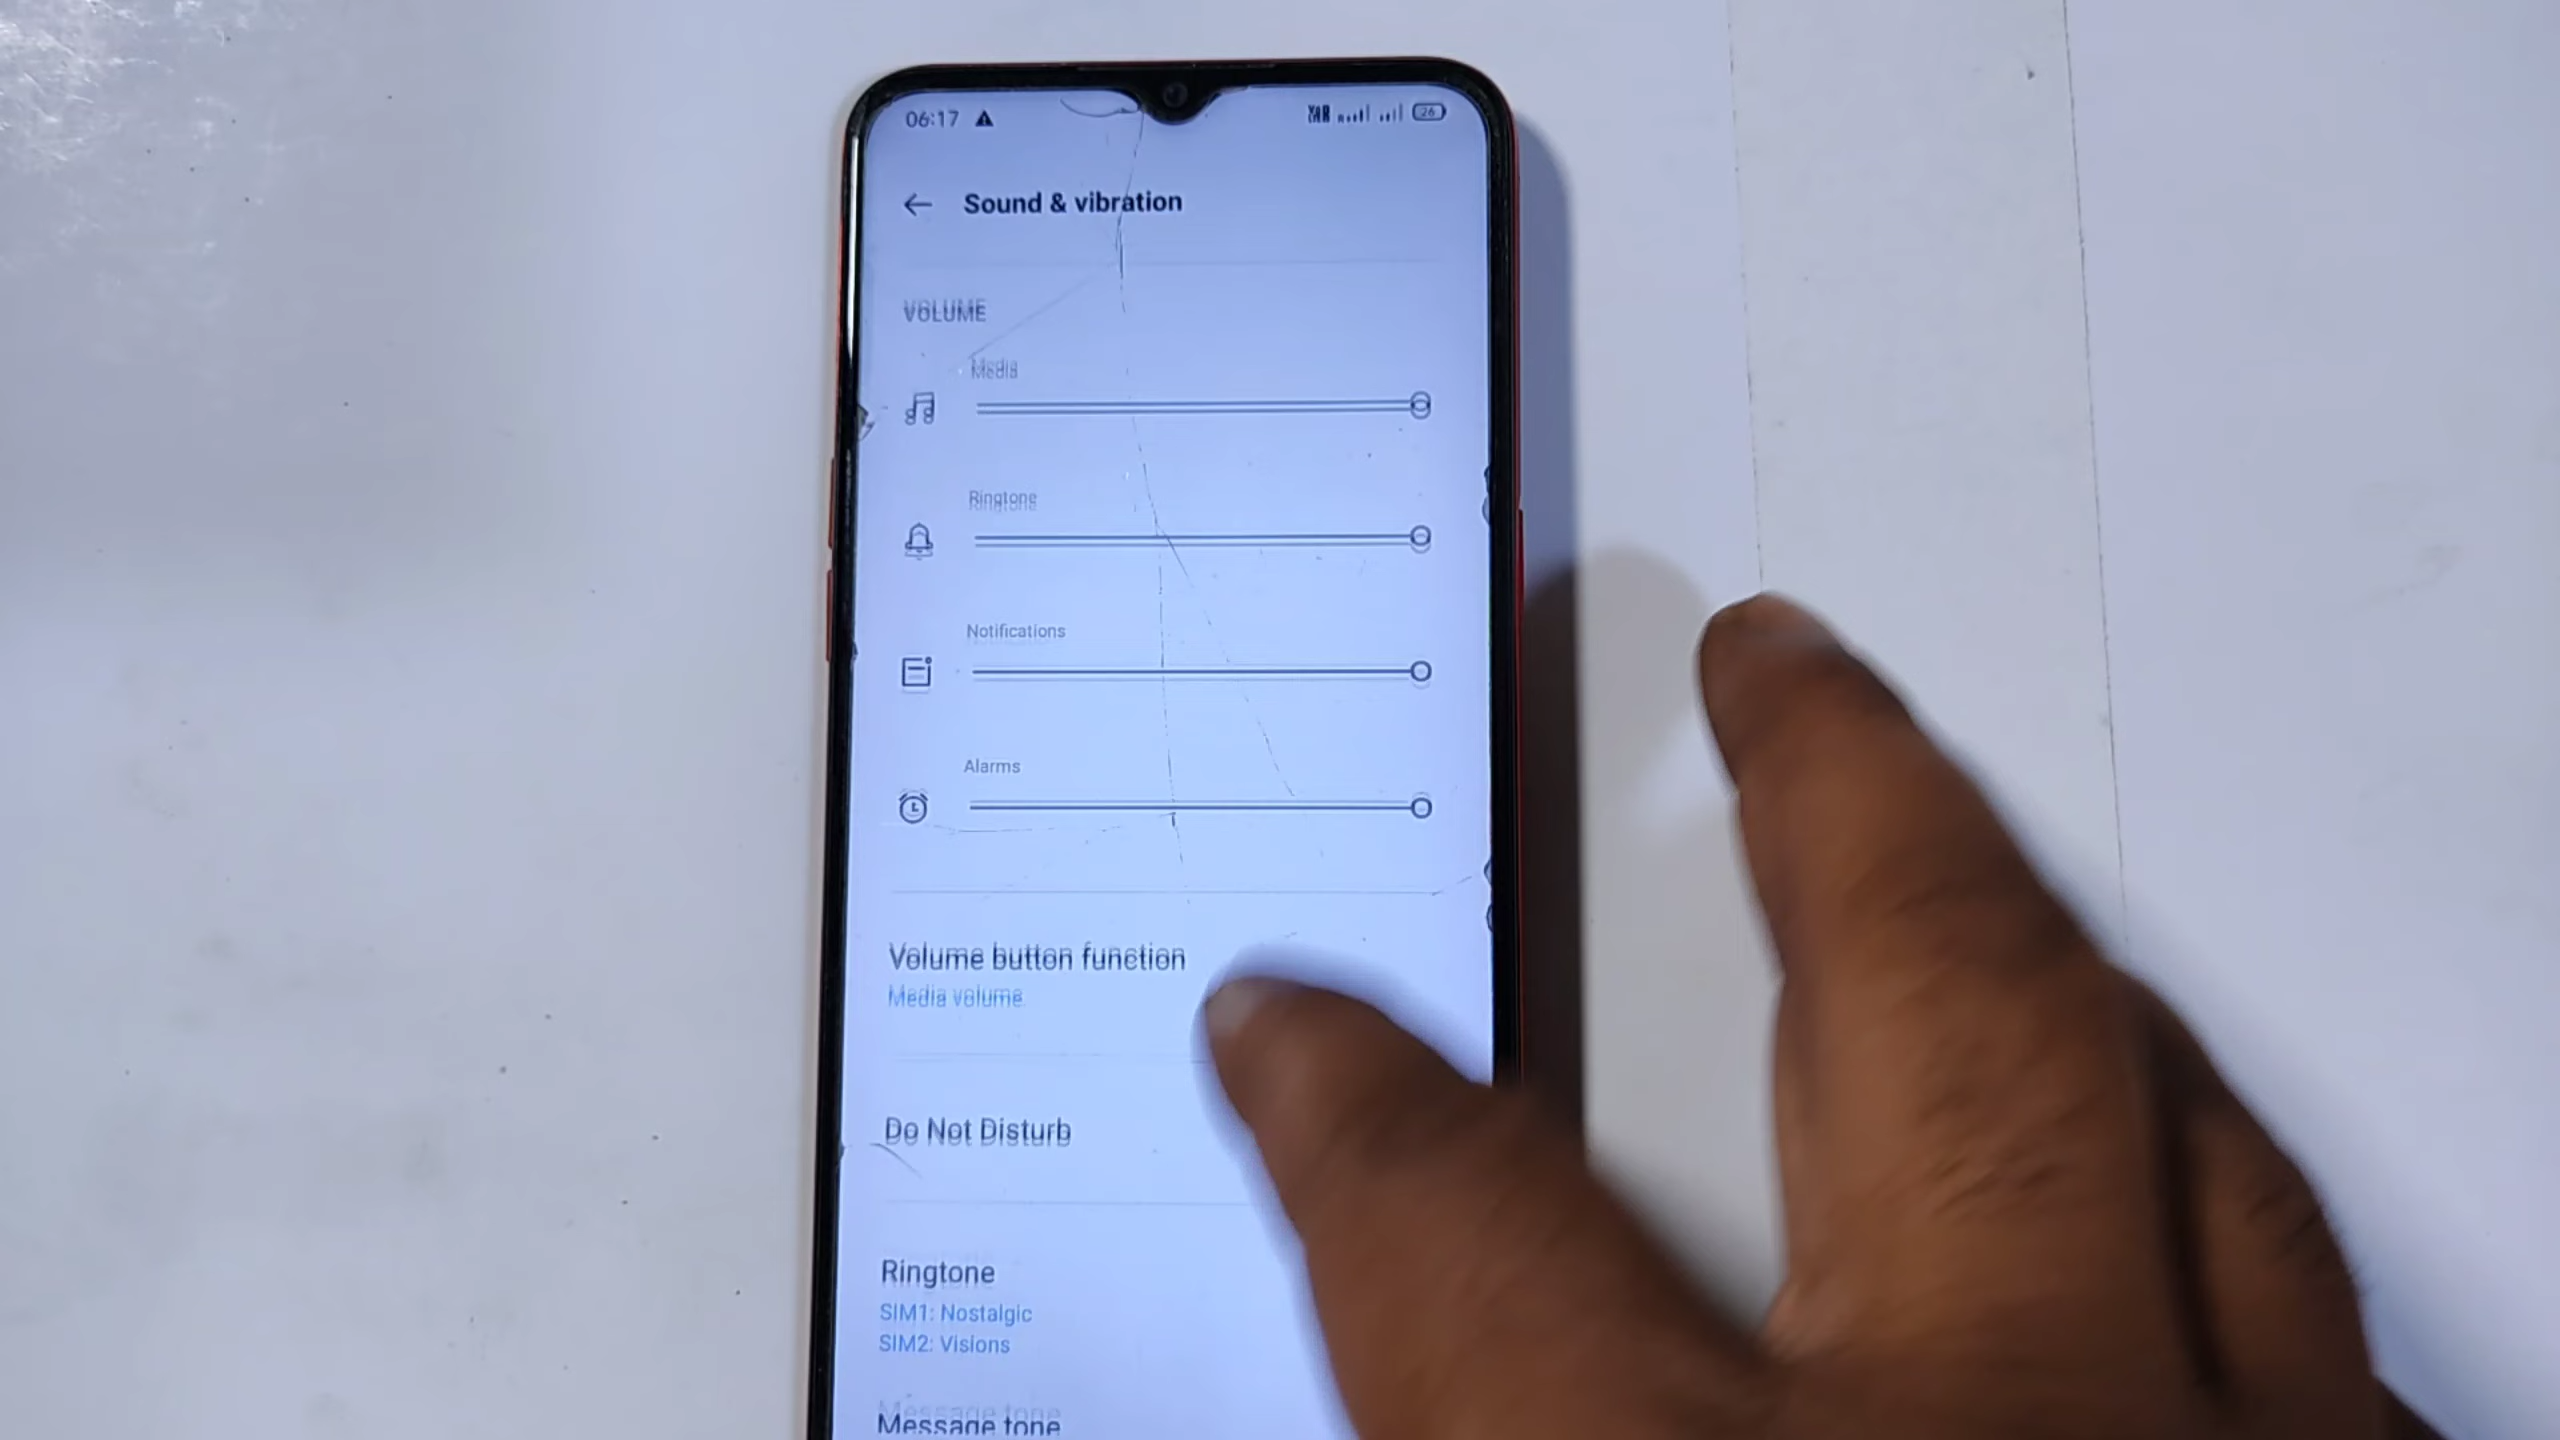 06:17
26
Sound & vibration
VOLUME
Media
Ringtone
Notifications
Alarms
Volume button function
Media volume
Do Not Disturb
Ringtone
SIM1: Nostalgic
SIM2: Visions
Message tone